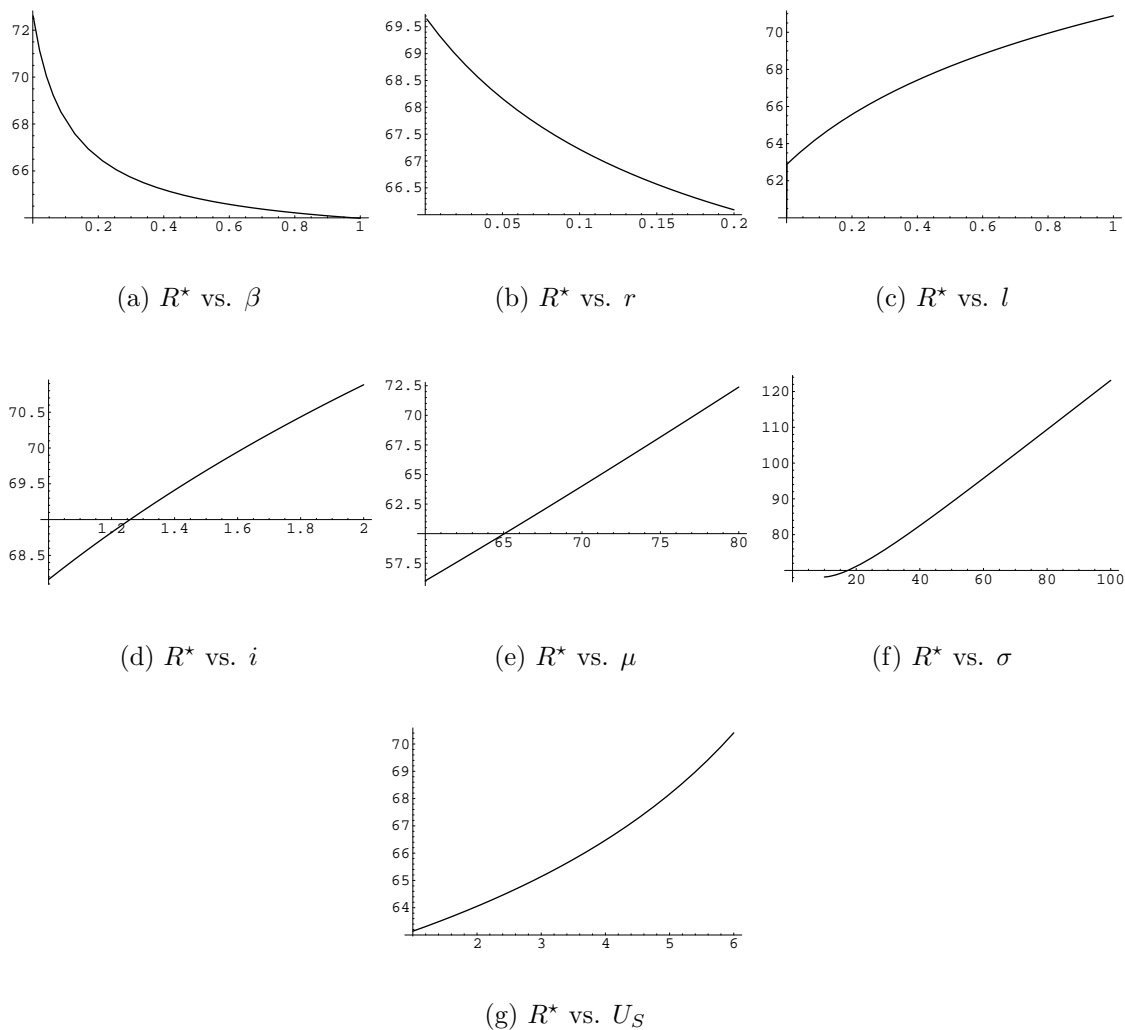 72
70
68
66
0.2 0.4 0.6 0.8 1
(a) R⋆ vs. β
69.5
69
68.5
68
67.5
67
66.5
0.05 0.1 0.15 0.2
(b) R⋆ vs. r
70
68
66
64
62
0.2 0.4 0.6 0.8 1
(c) R⋆ vs. l
70.5
70
69.5
68.5
1.2 1.4 1.6 1.8 2
(d) R⋆ vs. i
72.5
70
67.5
65
62.5
57.5
65 70 75 80
(e) R⋆ vs. μ
120
100
90
80
20 40 60 80 100
(f) R⋆ vs. σ
70
69
68
67
66
65
64
2 3 4 5 6
(g) R⋆ vs. U_S